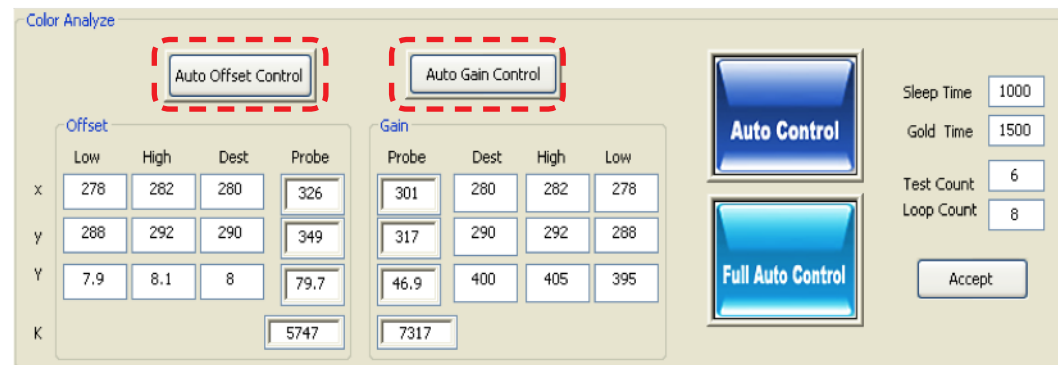 Color Analyze
Auto Offset Control Auto Gain Control
Sleep Time 1000
Auto Control
Gold Time 1500
Offset Gain
Low High Dest Probe Probe Dest High Low
x 278 282 280 326 301 280 282 278
Test Count 6
Loop Count 8
y 288 292 290 349 317 290 292 288
Y 7.9 8.1 8 79.7 46.9 400 405 395
Full Auto Control
Accept
K 5747 7317